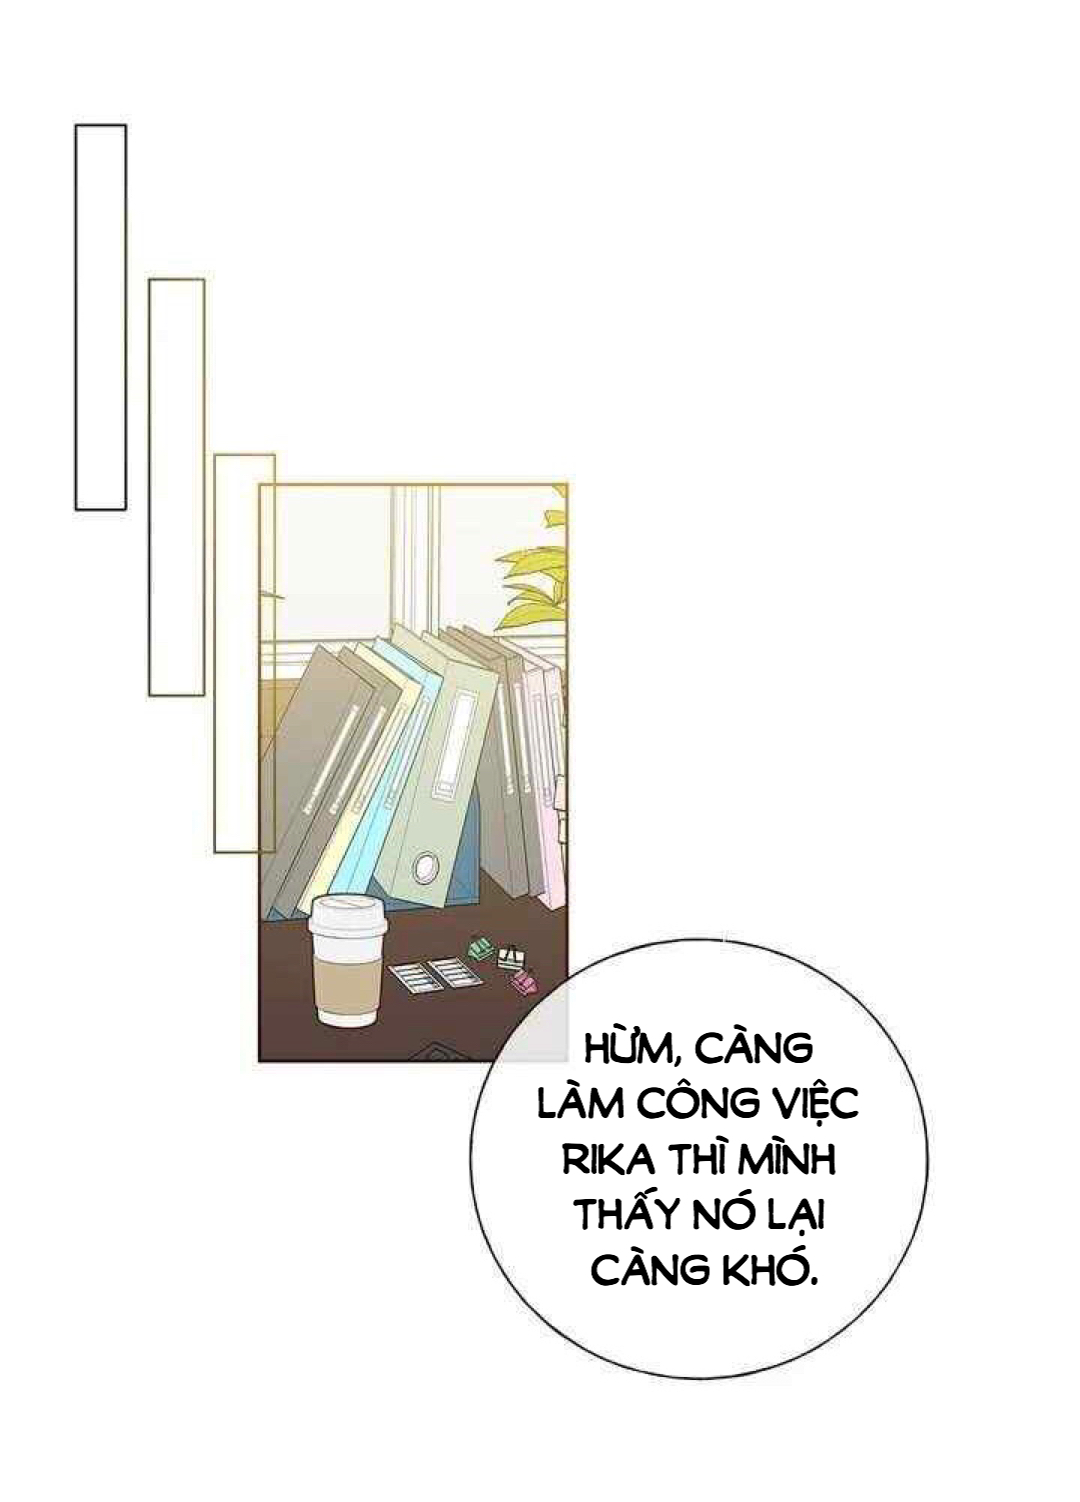 HỪM, CÀNG
LÀM CÔNG VIỆC
RIKA THÌ MÌNH
THẤY NÓ LẠI
CÀNG KHÓ.